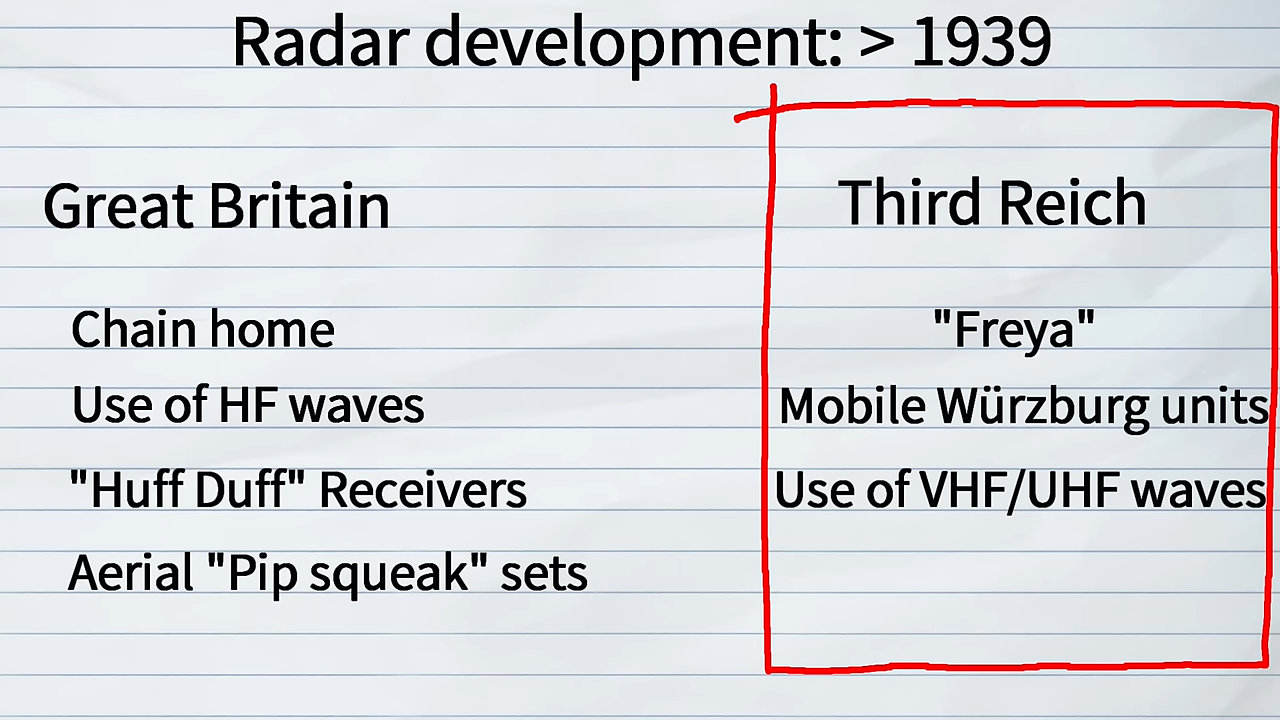 Radar development: > 1939
Great Britain
Chain home
Use of HF waves
"Huff Duff" Receivers
Aerial "Pip squeak" sets
Third Reich
"Freya"
Mobile Würzburg units
Use of VHF/UHF waves